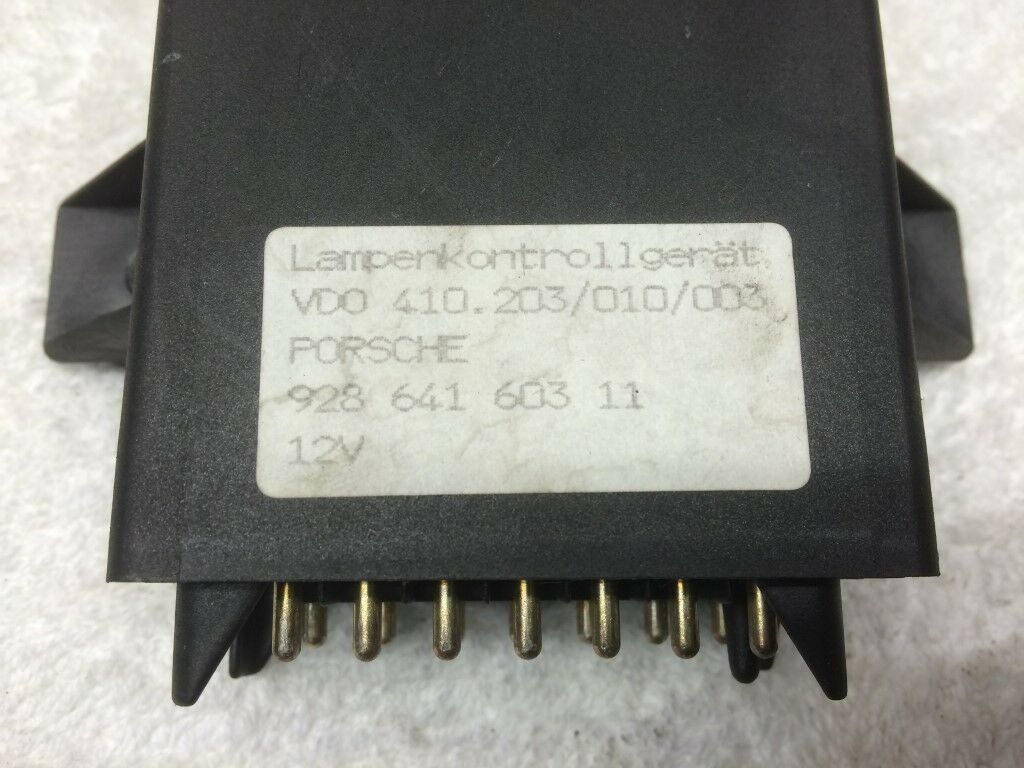 Lampenkontrollgerät
VDO 410.203/010/003
PORSCHE
928 641 603 11
12V